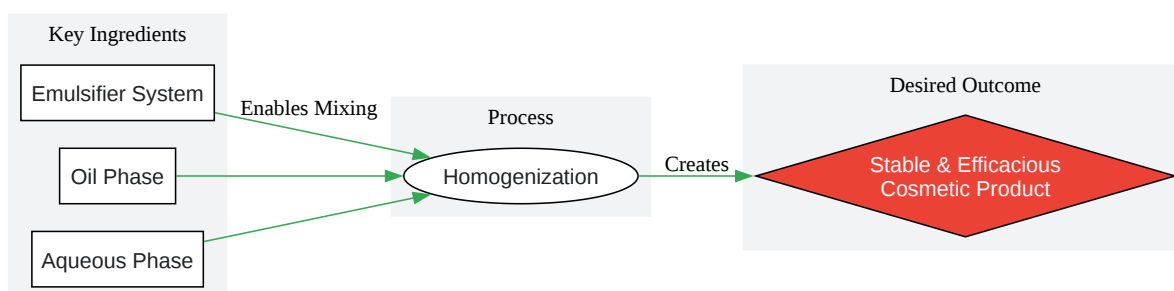 Key Ingredients
Emulsifier System
Oil Phase
Aqueous Phase
Enables Mixing
Process
Homogenization
Creates
Desired Outcome
Stable & Efficacious
Cosmetic Product